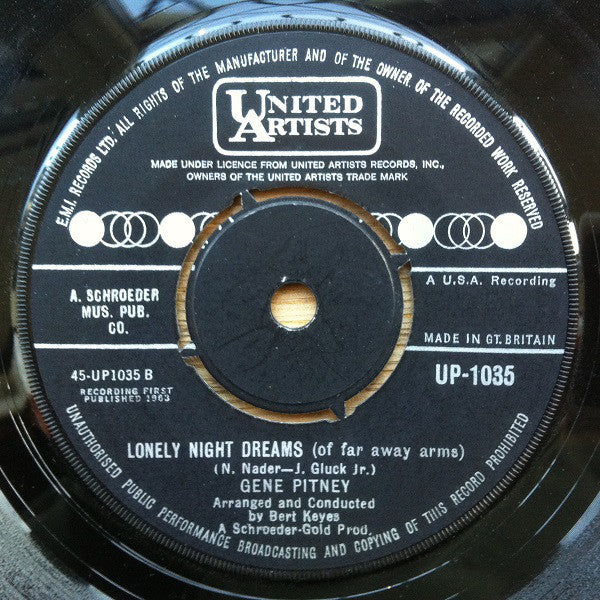 E.M.I. RECORDS LTD. ALL RIGHTS OF THE MANUFACTURER AND OF THE OWNER OF THE RECORDED WORK RESERVED
UNITED
ARTISTS
MADE UNDER LICENCE FROM UNITED ARTISTS RECORDS, INC.,
OWNERS OF THE UNITED ARTISTS TRADE MARK
A. SCHROEDER
MUS. PUB.
CO.
A U.S.A. Recording
MADE IN GT. BRITAIN
45-UP1035 B
RECORDING FIRST
PUBLISHED 1963
UP-1035
LONELY NIGHT DREAMS (of far away arms)
(N. Nader—J. Gluck Jr.)
GENE PITNEY
Arranged and Conducted
by Bert Keyes
A Schroeder-Gold Prod.
UNAUTHORISED PUBLIC PERFORMANCE BROADCASTING AND COPYING OF THIS RECORD PROHIBITED